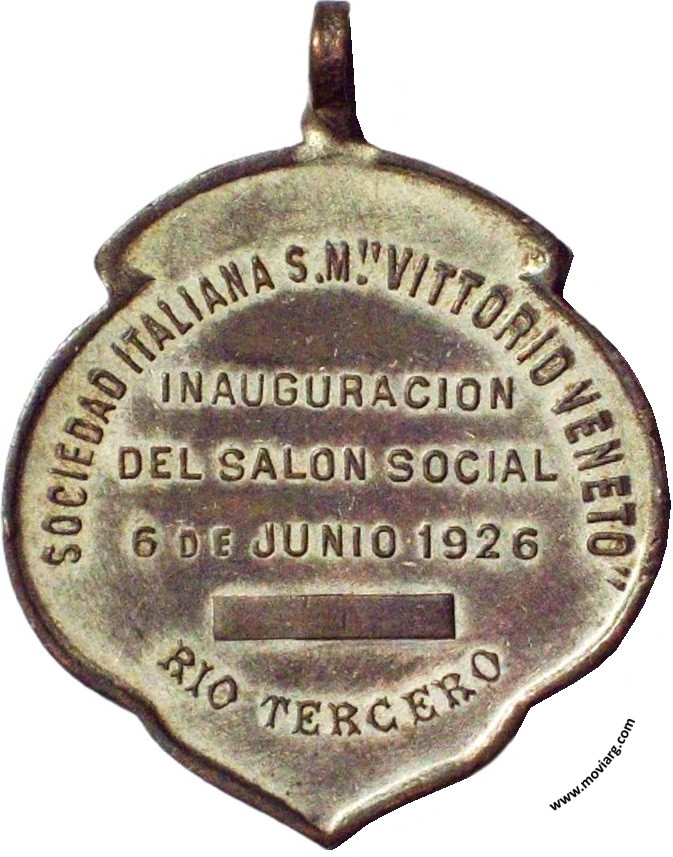 SOCIEDAD ITALIANA S.M. "VITTORIO VENETO"
INAUGURACION
DEL SALON SOCIAL
6 DE JUNIO 1926
RIO TERCERO
www.moviarg.com